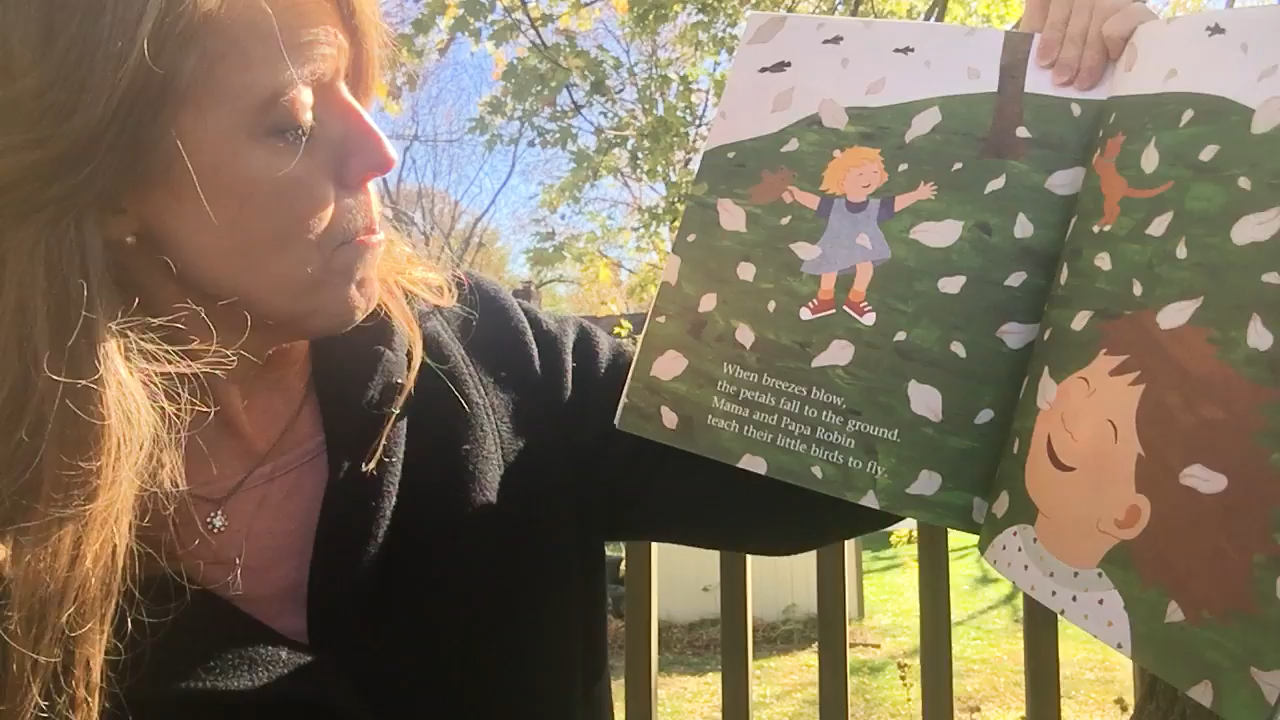 When breezes blow,
the petals fall to the ground.
Mama and Papa Robin
teach their little birds to fly.